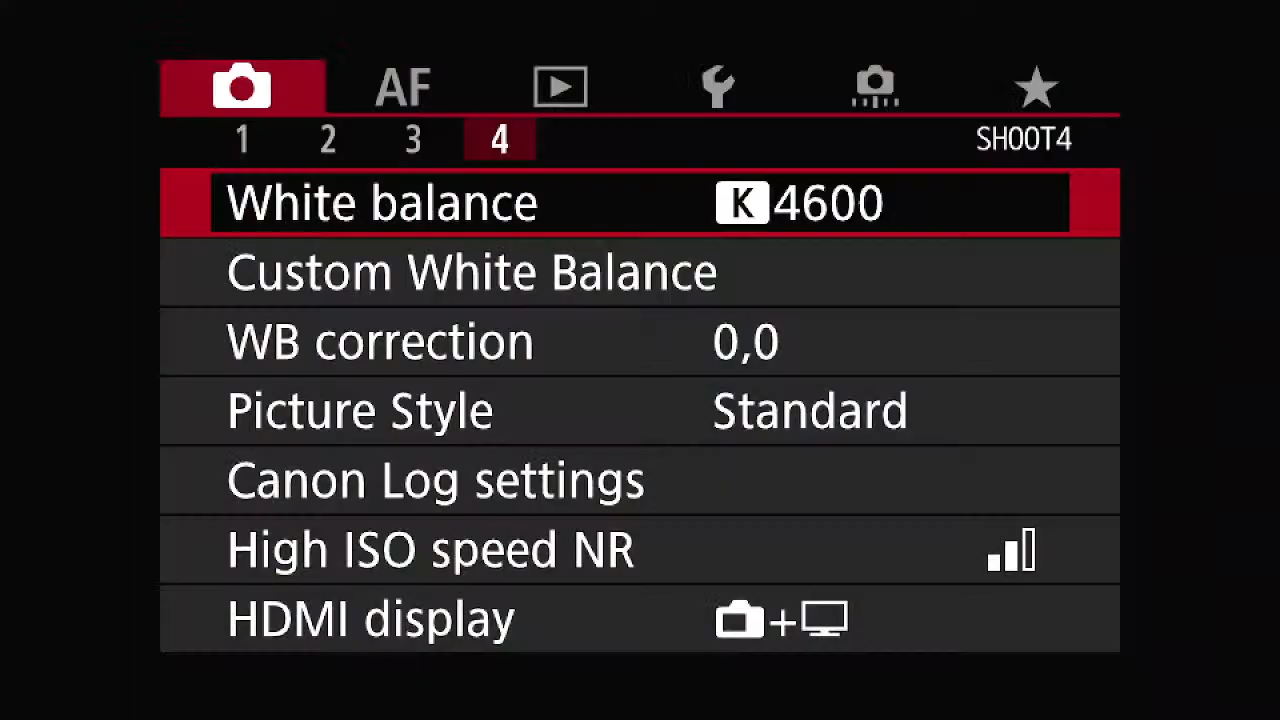 AF
1 2 3 4 SHOOT4
White balance K 4600
Custom White Balance
WB correction 0,0
Picture Style Standard
Canon Log settings
High ISO speed NR
HDMI display +